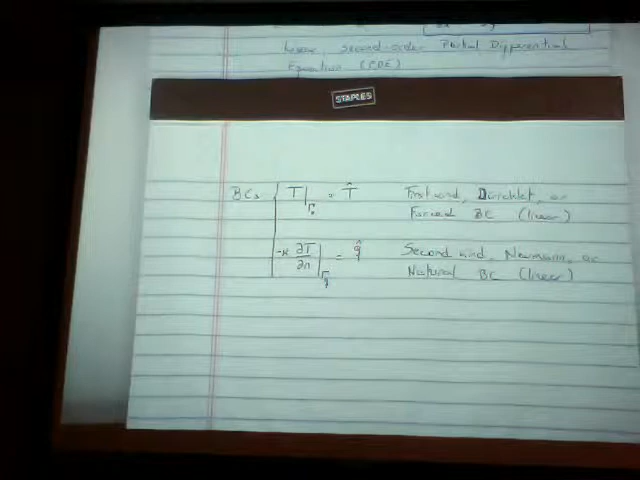 Linear, second-order Partial Differential
Equation (PDE)
STAPLES
BCs T|Γ = T̂ First kind, Dirichlet, or
Forced BC (linear)
-k ∂T/∂n|Γq = q̂ Second kind, Neumann, or
Natural BC (linear)